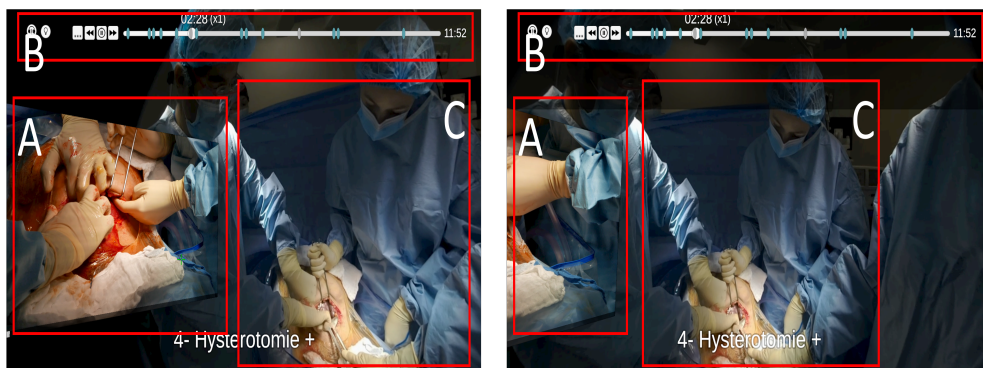 02:28 (x1)
11:52
B
A
C
4- Hysterotomie +
02:28 (x1)
11:52
B
A
C
4- Hysterotomie +